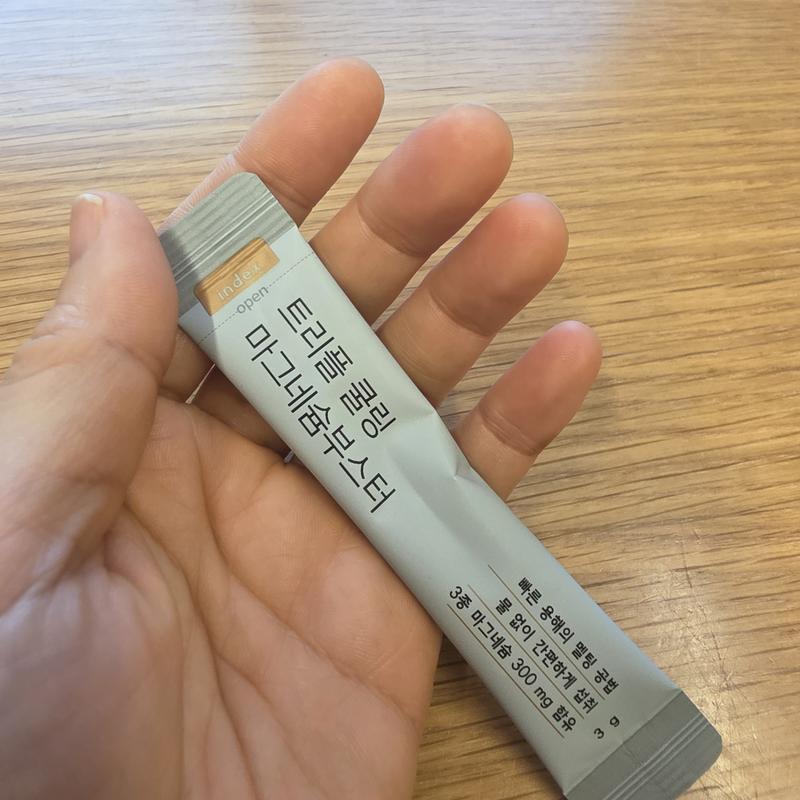 index
open
트리플 쿨링
마그네슘부스터
빠른 용해의 멜팅 공법
물 없이 간편하게 섭취
3종 마그네슘 300 mg 함유
3 g